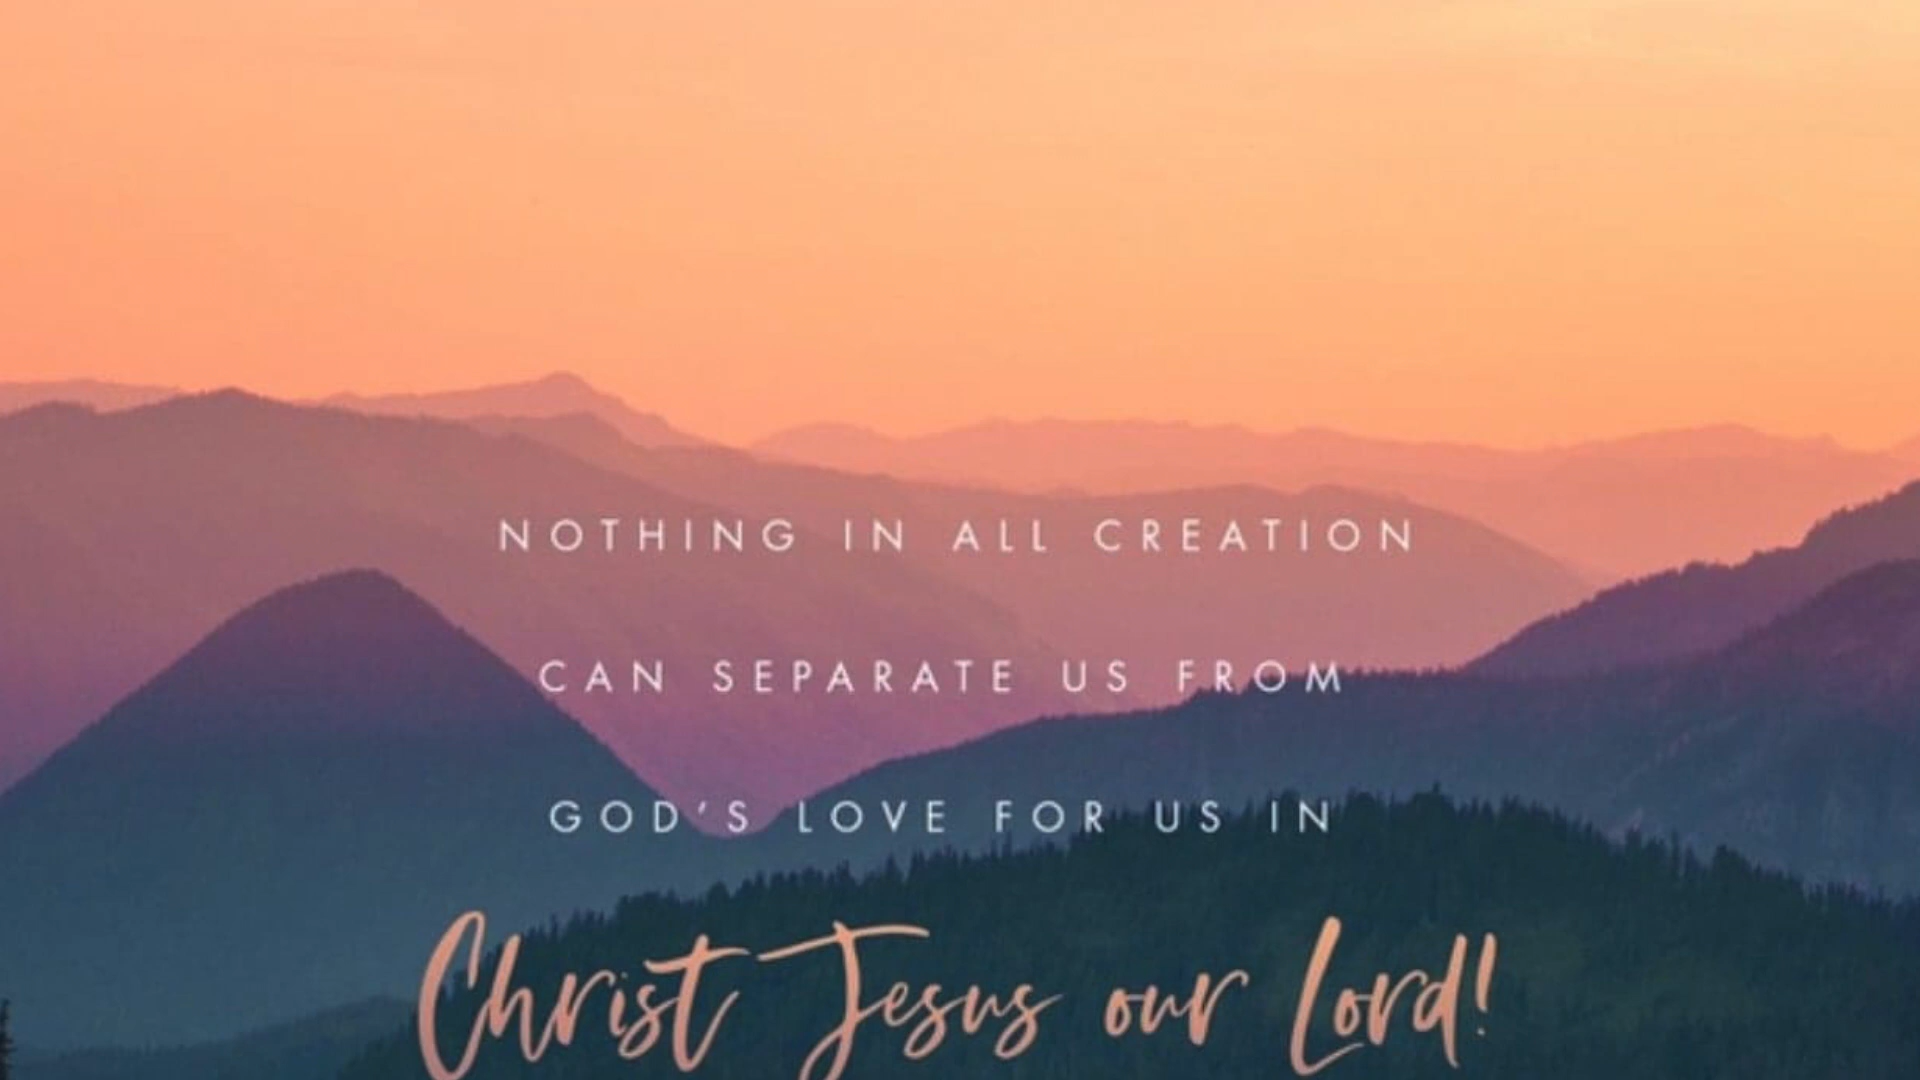 NOTHING IN ALL CREATION
CAN SEPARATE US FROM
GOD'S LOVE FOR US IN
Christ Jesus our Lord!